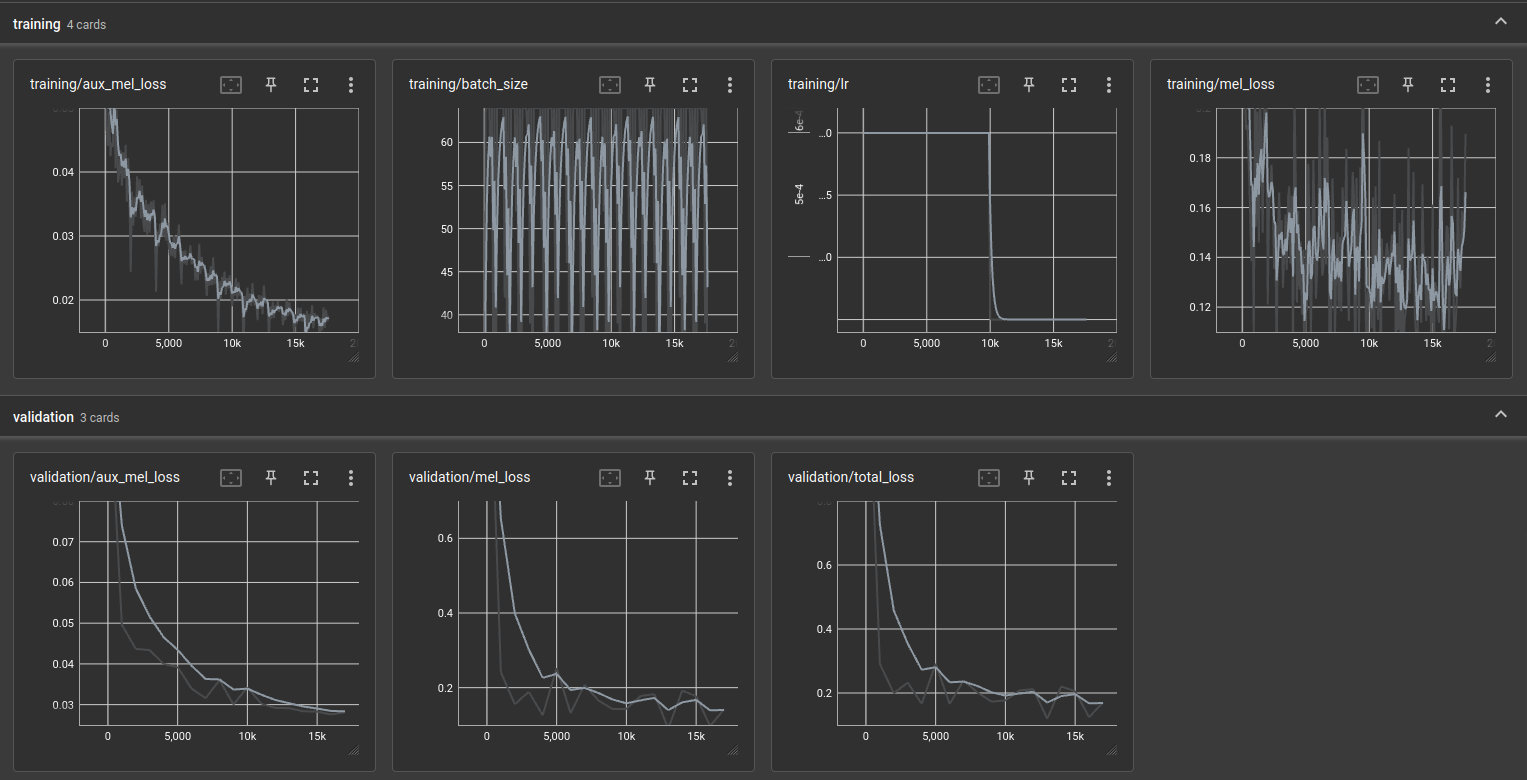 training 4 cards
training/aux_mel_loss
training/batch_size
training/lr
training/mel_loss
0.04
0.03
0.02
0 5,000 10k 15k
60
55
50
45
40
0 5,000 10k 15k
6e-4
5e-4
...0
...5
...0
0 5,000 10k 15k
0.18
0.16
0.14
0.12
0 5,000 10k 15k
validation 3 cards
validation/aux_mel_loss
validation/mel_loss
validation/total_loss
0.07
0.06
0.05
0.04
0.03
0 5,000 10k 15k
0.6
0.4
0.2
0 5,000 10k 15k
0.6
0.4
0.2
0 5,000 10k 15k